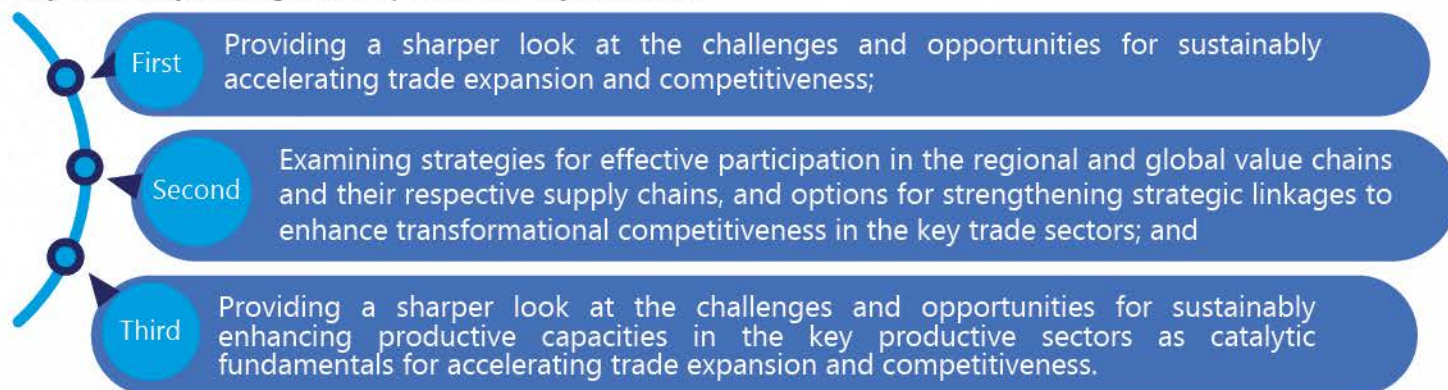 First
Providing a sharper look at the challenges and opportunities for sustainably
accelerating trade expansion and competitiveness;
Second
Examining strategies for effective participation in the regional and global value chains
and their respective supply chains, and options for strengthening strategic linkages to
enhance transformational competitiveness in the key trade sectors; and
Third
Providing a sharper look at the challenges and opportunities for sustainably
enhancing productive capacities in the key productive sectors as catalytic
fundamentals for accelerating trade expansion and competitiveness.